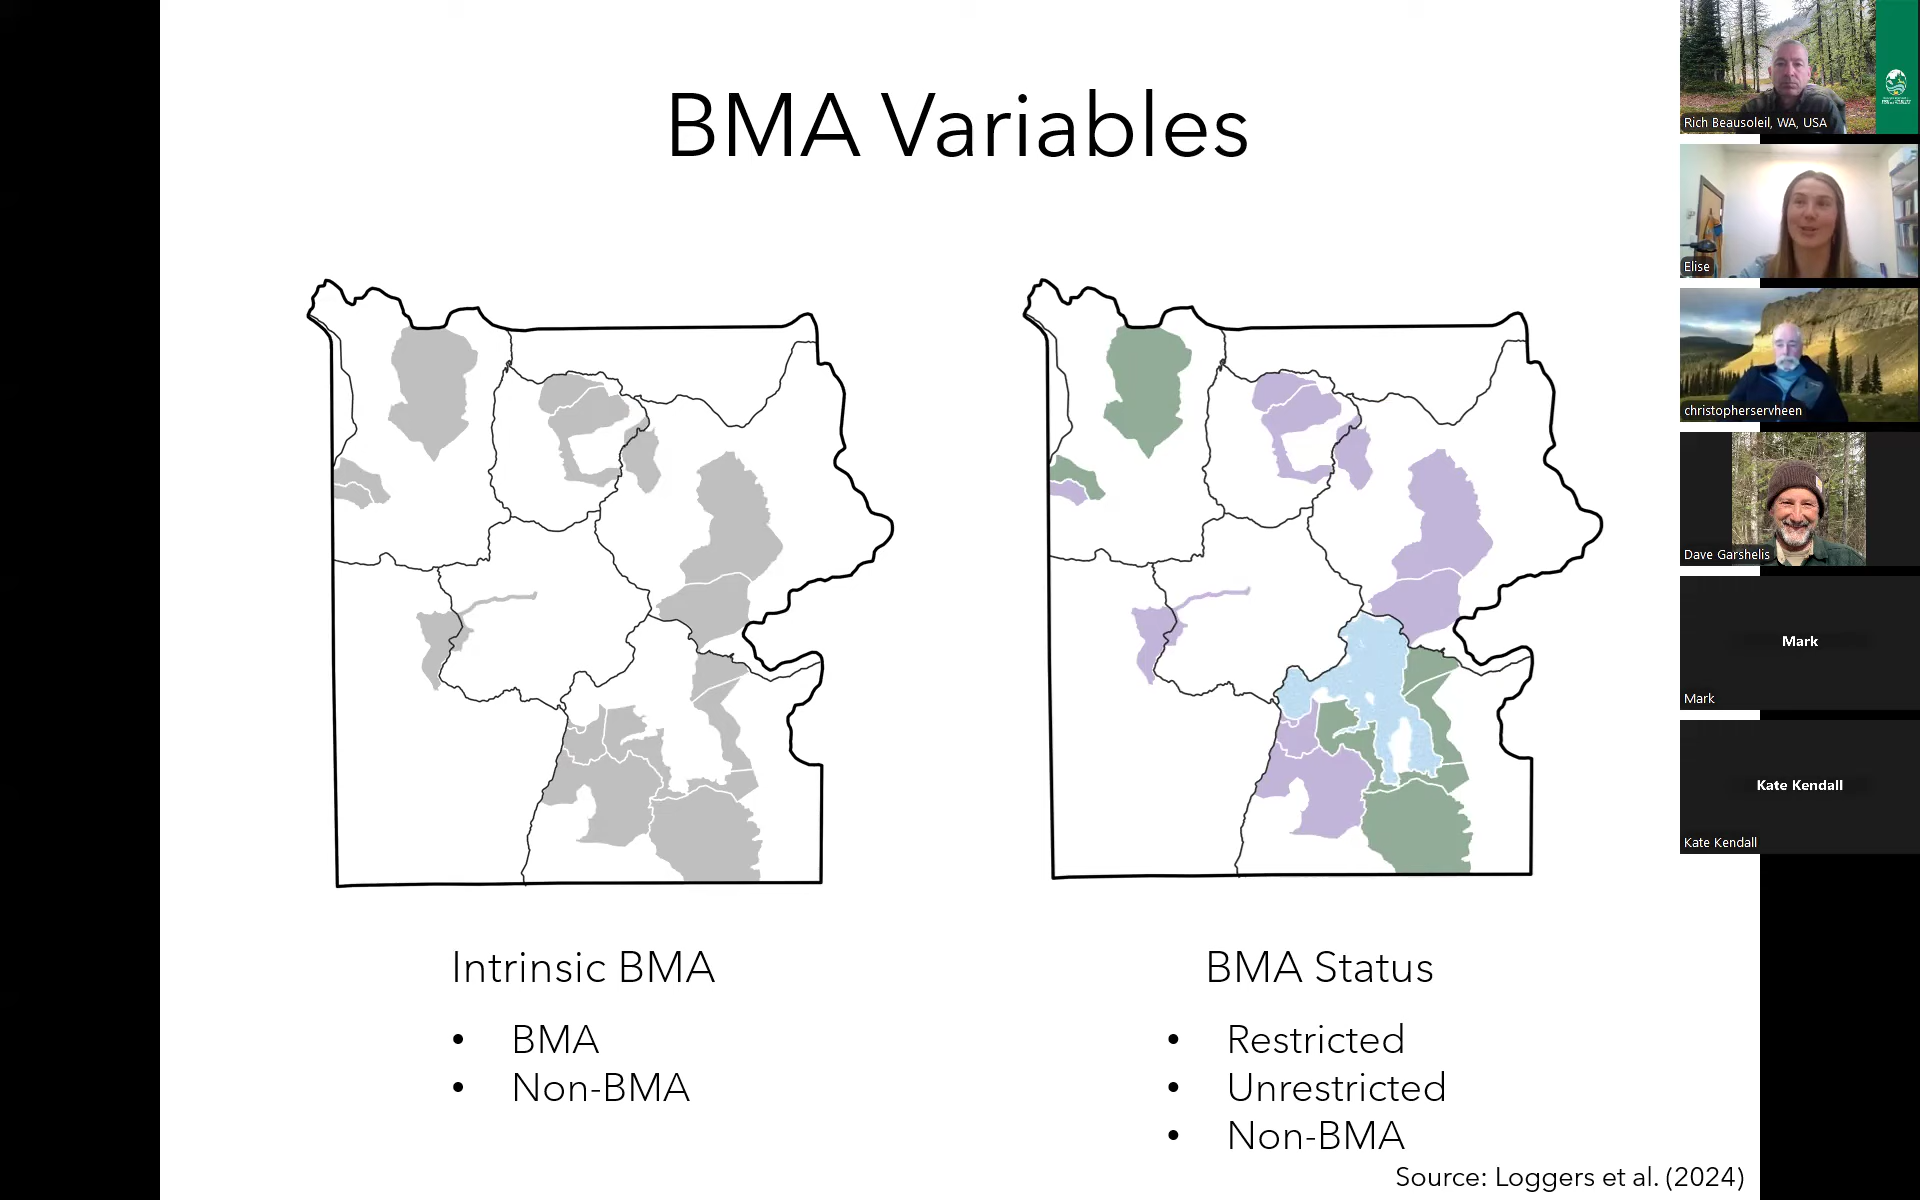 BMA Variables
Intrinsic BMA
• BMA
• Non-BMA
BMA Status
• Restricted
• Unrestricted
• Non-BMA
Source: Loggers et al. (2024)
Rich Beausoleil, WA, USA
Elise
christopherservheen
Dave Garshelis
Mark
Mark
Kate Kendall
Kate Kendall